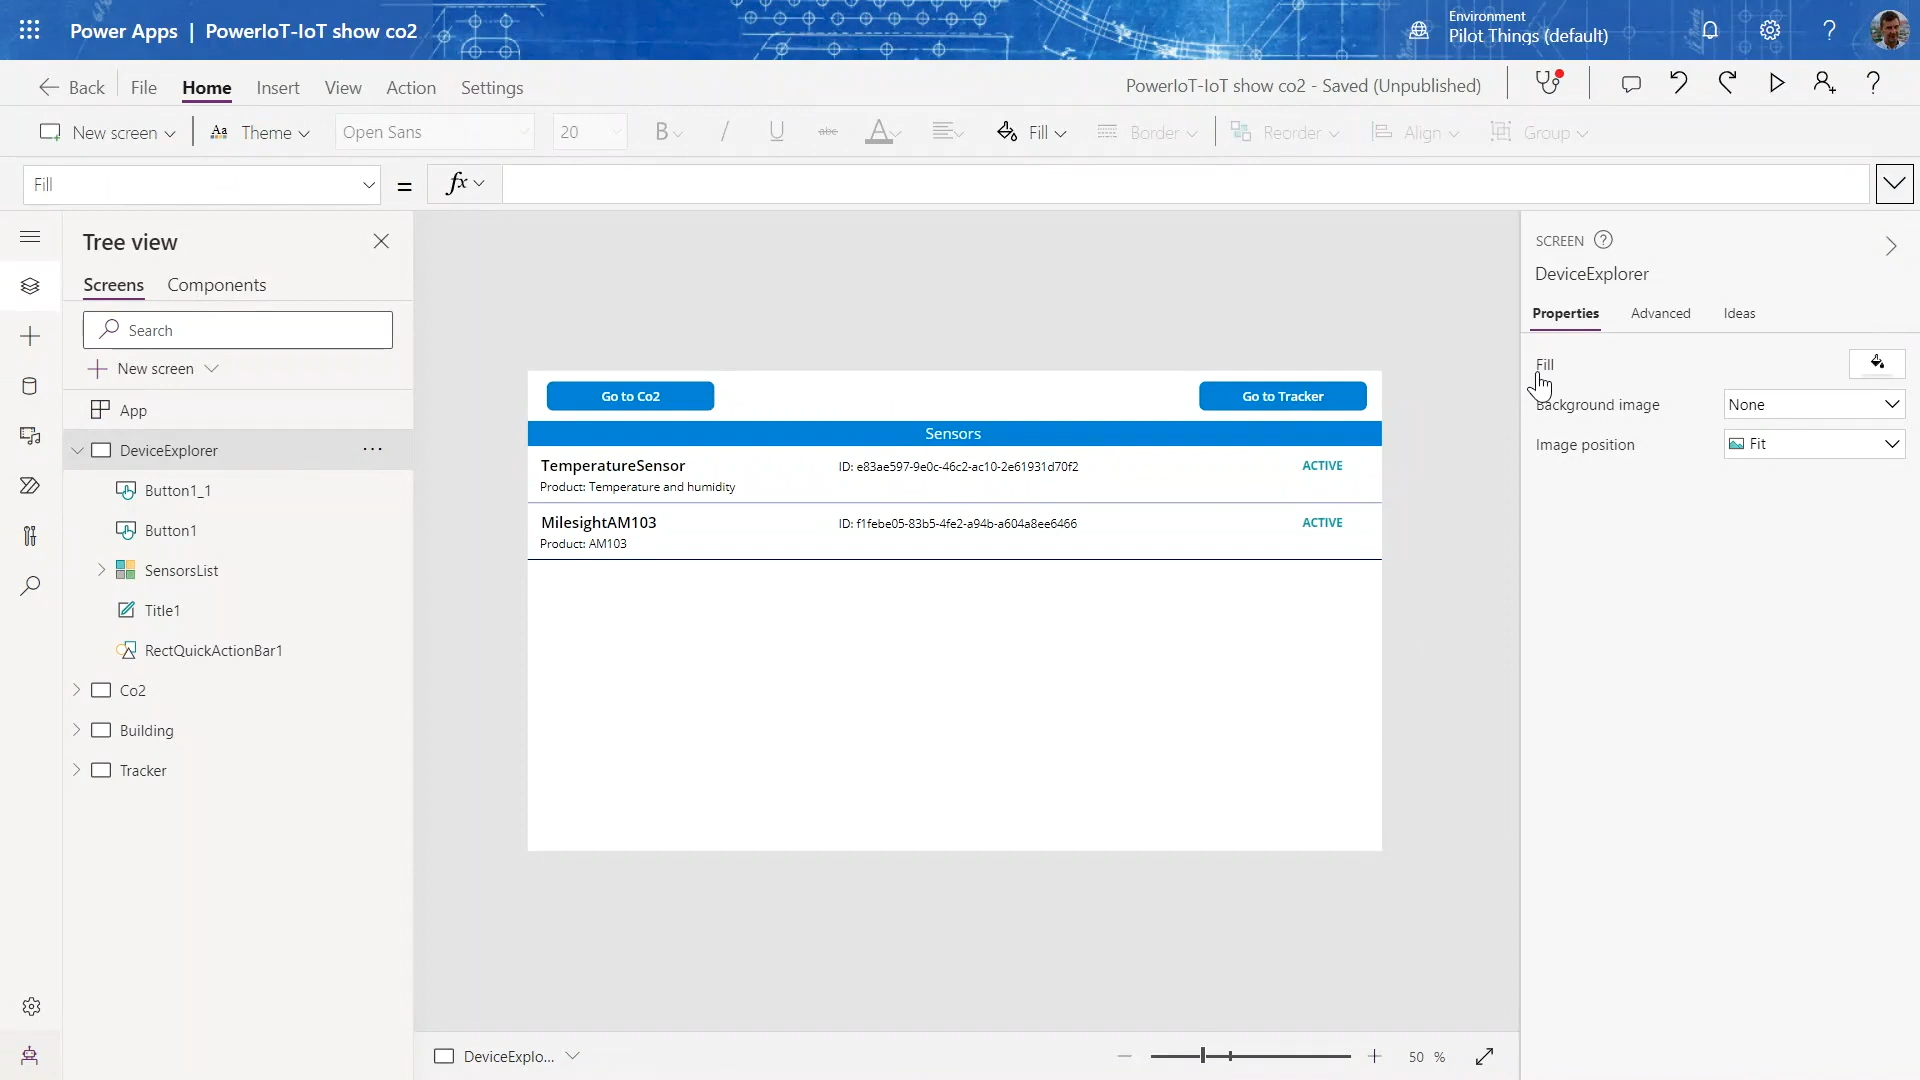 Power Apps | PowerIoT-IoT show co2
Environment
Pilot Things (default)
?
Back File Home Insert View Action Settings
PowerIoT-IoT show co2 - Saved (Unpublished)
?
New screen Theme Open Sans 20 B / U abc A Fill Border Reorder Align Group
Fill = fx
Tree view
Screens Components
Search
New screen
App
DeviceExplorer ...
Button1_1
Button1
SensorsList
Title1
RectQuickActionBar1
Co2
Building
Tracker
Go to Co2 Go to Tracker
Sensors
TemperatureSensor ID: e83ae597-9e0c-46c2-ac10-2e61931d70f2 ACTIVE
Product: Temperature and humidity
MilesightAM103 ID: f1febe05-83b5-4fe2-a94b-a604a8ee6466 ACTIVE
Product: AM103
DeviceExplo... 50 %
SCREEN ?
DeviceExplorer
Properties Advanced Ideas
Fill
Background image None
Image position Fit